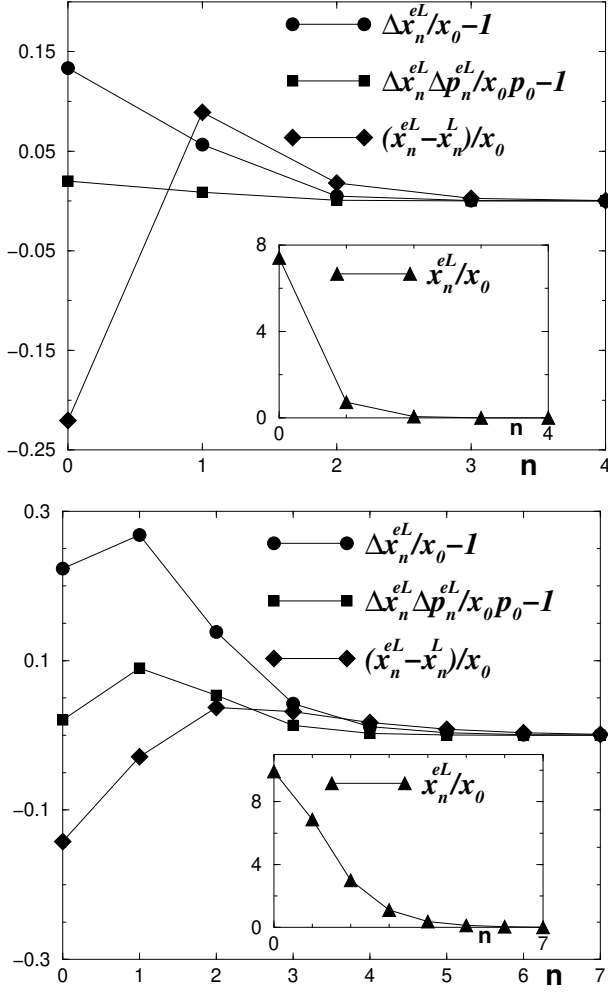 0.15
Δx_n^{eL}/x_0−1
Δx_n^{eL}Δp_n^{eL}/x_0p_0−1
(x_n^{eL}−x_n^L)/x_0
0.05
−0.05
−0.15
−0.25
8
x_n^{eL}/x_0
4
0
0
n
4
0
1
2
3
4
n
0.3
Δx_n^{eL}/x_0−1
Δx_n^{eL}Δp_n^{eL}/x_0p_0−1
(x_n^{eL}−x_n^L)/x_0
0.1
−0.1
−0.3
x_n^{eL}/x_0
8
4
0
0
n
7
0
1
2
3
4
5
6
7
n